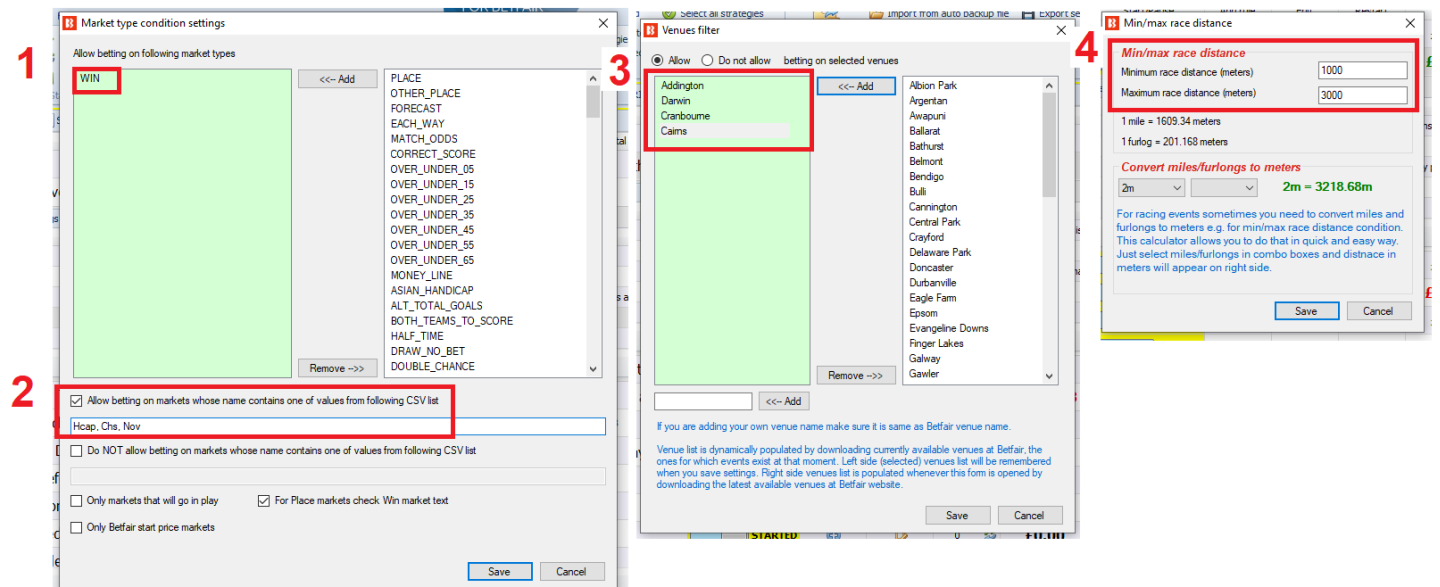 FOR BETFAIR
Select all strategies
Import from auto backup file
Export se
1
Market type condition settings
Allow betting on following market types
WIN
<<-- Add
Remove -->>
PLACE
OTHER_PLACE
FORECAST
EACH_WAY
MATCH_ODDS
CORRECT_SCORE
OVER_UNDER_05
OVER_UNDER_15
OVER_UNDER_25
OVER_UNDER_35
OVER_UNDER_45
OVER_UNDER_55
OVER_UNDER_65
MONEY_LINE
ASIAN_HANDICAP
ALT_TOTAL_GOALS
BOTH_TEAMS_TO_SCORE
HALF_TIME
DRAW_NO_BET
DOUBLE_CHANCE
2
Allow betting on markets whose name contains one of values from following CSV list
Hcap, Chs, Nov
Do NOT allow betting on markets whose name contains one of values from following CSV list
Only markets that will go in play
For Place markets check Win market text
Only Betfair start price markets
Save
Cancel
3
Venues filter
Allow
Do not allow
betting on selected venues
Addington
Darwin
Cranbourne
Cairns
<<-- Add
Remove -->>
Albion Park
Argentan
Awapuni
Ballarat
Bathurst
Belmont
Bendigo
Bulli
Cannington
Central Park
Crayford
Delaware Park
Doncaster
Durbanville
Eagle Farm
Epsom
Evangeline Downs
Finger Lakes
Galway
Gawler
<<-- Add
If you are adding your own venue name make sure it is same as Betfair venue name.
Venue list is dynamically populated by downloading currently available venues at Betfair, the
ones for which events exist at that moment. Left side (selected) venues list will be remembered
when you save settings. Right side venues list is populated whenever this form is opened by
downloading the latest available venues at Betfair website.
Save
Cancel
STARTED
0
£0.00
4
Min/max race distance
Min/max race distance
Minimum race distance (meters)
1000
Maximum race distance (meters)
3000
1 mile = 1609.34 meters
1 furlog = 201.168 meters
Convert miles/furlongs to meters
2m
2m = 3218.68m
For racing events sometimes you need to convert miles and
furlongs to meters e.g. for min/max race distance condition.
This calculator allows you to do that in quick and easy way.
Just select miles/furlongs in combo boxes and distnace in
meters will appear on right side.
Save
Cancel